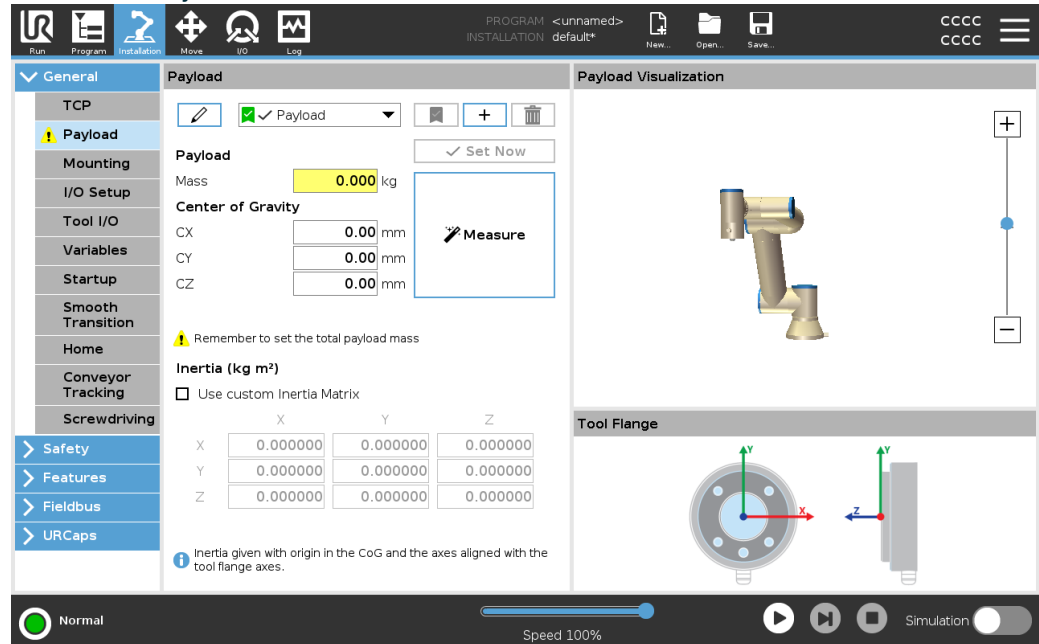 PROGRAM <unnamed>
INSTALLATION default*
CCCC
CCCC
UR
Run
Program
Installation
Move
I/O
Log
New...
Open...
Save...
General
TCP
Payload
Mounting
I/O Setup
Tool I/O
Variables
Startup
Smooth
Transition
Home
Conveyor
Tracking
Screwdriving
Safety
Features
Fieldbus
URCaps
Payload
Payload
Set Now
Payload
Mass 0.000 kg
Center of Gravity
CX 0.00 mm
CY 0.00 mm
CZ 0.00 mm
Measure
Remember to set the total payload mass
Inertia (kg m²)
Use custom Inertia Matrix
X Y Z
X 0.000000 0.000000 0.000000
Y 0.000000 0.000000 0.000000
Z 0.000000 0.000000 0.000000
Inertia given with origin in the CoG and the axes aligned with the
tool flange axes.
Payload Visualization
Tool Flange
Y
X
Y
Z
Normal
Speed 100%
Simulation